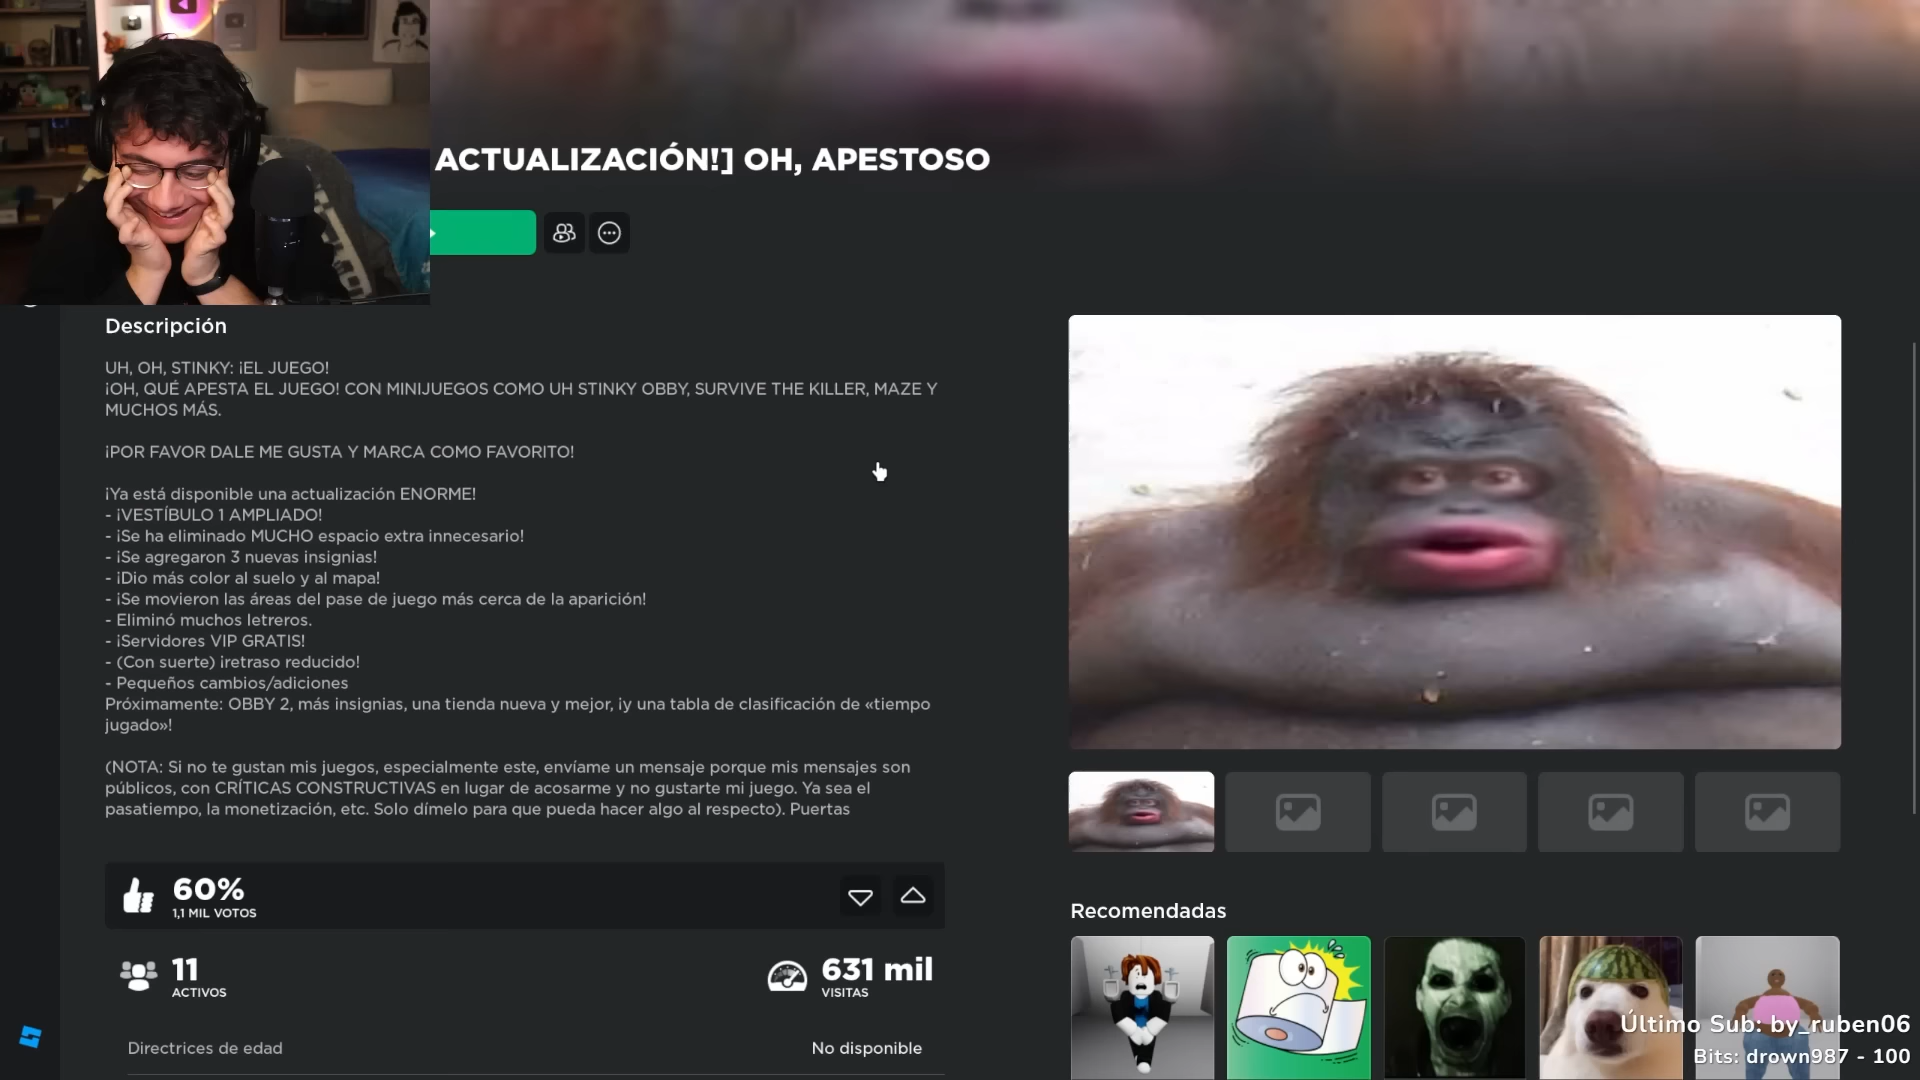 ACTUALIZACIÓN!] OH, APESTOSO
Descripción
UH, OH, STINKY: ¡EL JUEGO!
¡OH, QUÉ APESTA EL JUEGO! CON MINIJUEGOS COMO UH STINKY OBBY, SURVIVE THE KILLER, MAZE Y
MUCHOS MÁS.
¡POR FAVOR DALE ME GUSTA Y MARCA COMO FAVORITO!
¡Ya está disponible una actualización ENORME!
- ¡VESTÍBULO 1 AMPLIADO!
- ¡Se ha eliminado MUCHO espacio extra innecesario!
- ¡Se agregaron 3 nuevas insignias!
- ¡Dio más color al suelo y al mapa!
- ¡Se movieron las áreas del pase de juego más cerca de la aparición!
- Eliminó muchos letreros.
- ¡Servidores VIP GRATIS!
- (Con suerte) ¡retraso reducido!
- Pequeños cambios/adiciones
Próximamente: OBBY 2, más insignias, una tienda nueva y mejor, ¡y una tabla de clasificación de «tiempo
jugado»!
(NOTA: Si no te gustan mis juegos, especialmente este, envíame un mensaje porque mis mensajes son
públicos, con CRÍTICAS CONSTRUCTIVAS en lugar de acosarme y no gustarte mi juego. Ya sea el
pasatiempo, la monetización, etc. Solo dímelo para que pueda hacer algo al respecto). Puertas
60%
1,1 MIL VOTOS
11
ACTIVOS
631 mil
VISITAS
Directrices de edad
No disponible
Recomendadas
Último Sub: by_ruben06
Bits: drown987 - 100